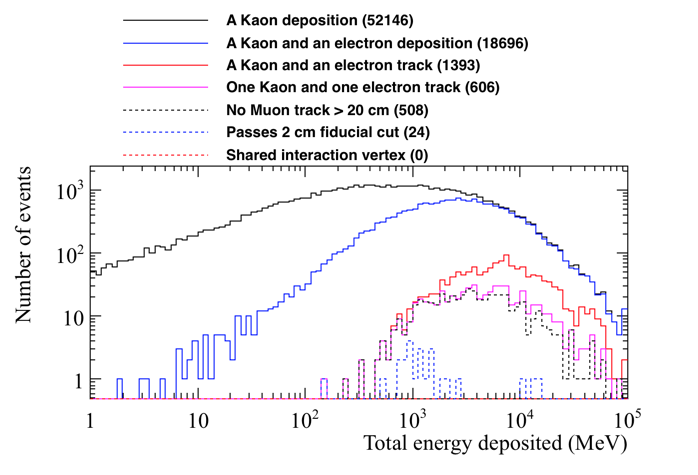 A Kaon deposition (52146)
A Kaon and an electron deposition (18696)
A Kaon and an electron track (1393)
One Kaon and one electron track (606)
No Muon track > 20 cm (508)
Passes 2 cm fiducial cut (24)
Shared interaction vertex (0)
Number of events
10³
10²
10
1
1 10 10² 10³ 10⁴ 10⁵
Total energy deposited (MeV)